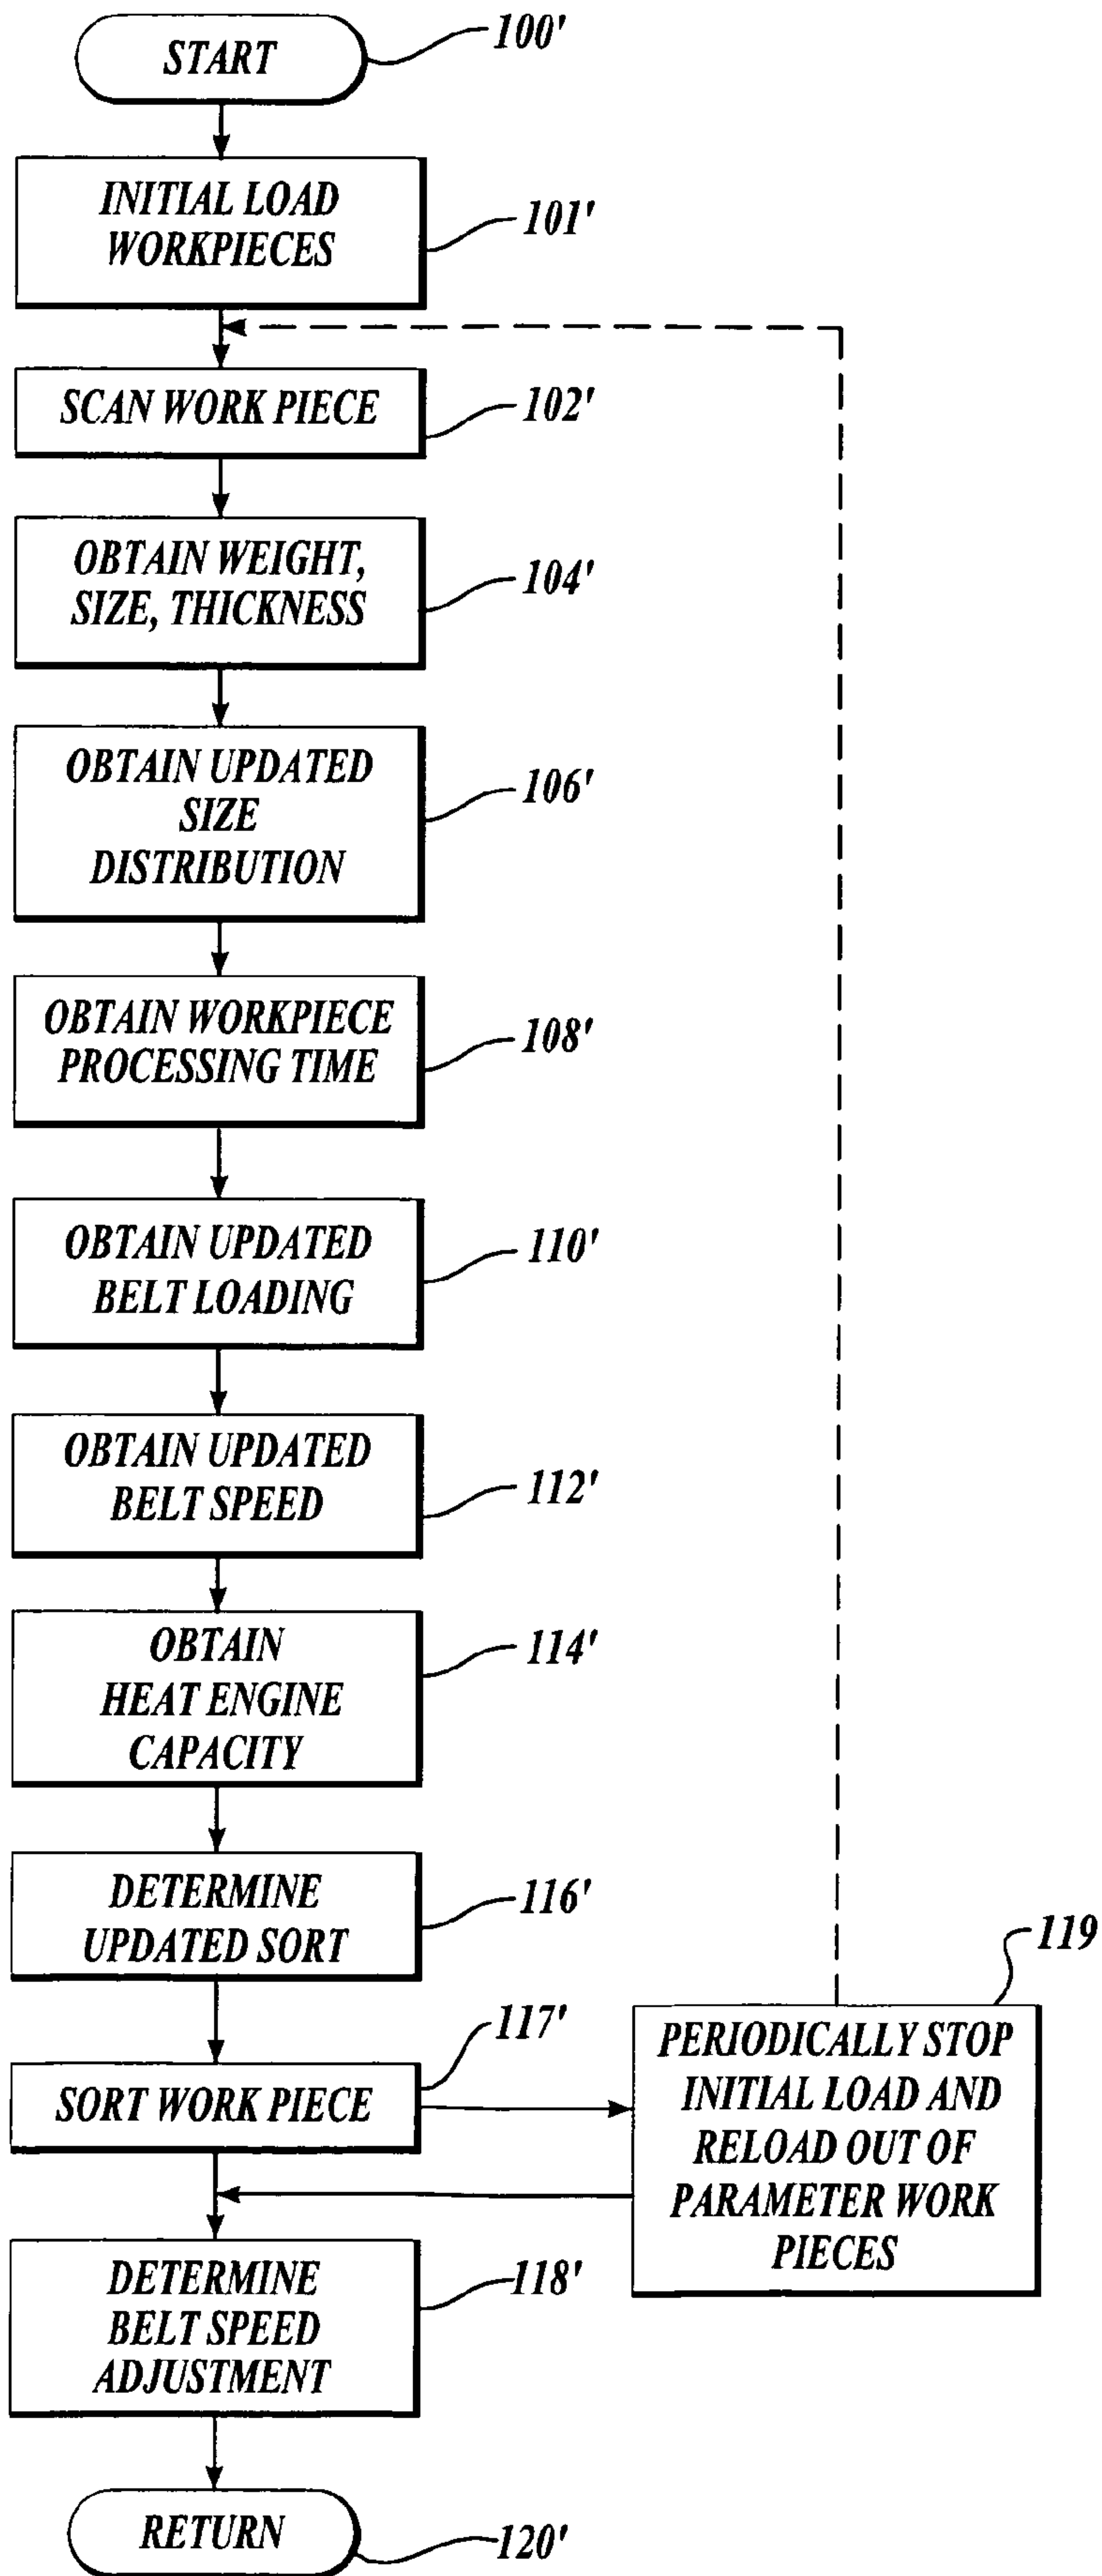 START
100'
INITIAL LOAD
WORKPIECES
101'
SCAN WORK PIECE
102'
OBTAIN WEIGHT,
SIZE, THICKNESS
104'
OBTAIN UPDATED
SIZE
DISTRIBUTION
106'
OBTAIN WORKPIECE
PROCESSING TIME
108'
OBTAIN UPDATED
BELT LOADING
110'
OBTAIN UPDATED
BELT SPEED
112'
OBTAIN
HEAT ENGINE
CAPACITY
114'
DETERMINE
UPDATED SORT
116'
SORT WORK PIECE
117'
PERIODICALLY STOP
INITIAL LOAD AND
RELOAD OUT OF
PARAMETER WORK
PIECES
119
DETERMINE
BELT SPEED
ADJUSTMENT
118'
RETURN
120'